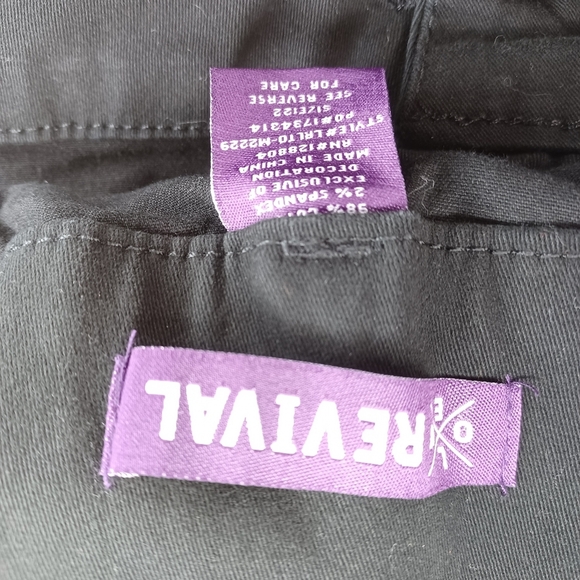 LOVE REVIVAL
98%
2% SPANDEX
EXCLUSIVE OF
DECORATION
MADE IN CHINA
RN#128804
STYLE#LRLTO-M2229
PO#1734314
SIZE:22
SEE REVERSE
FOR CARE